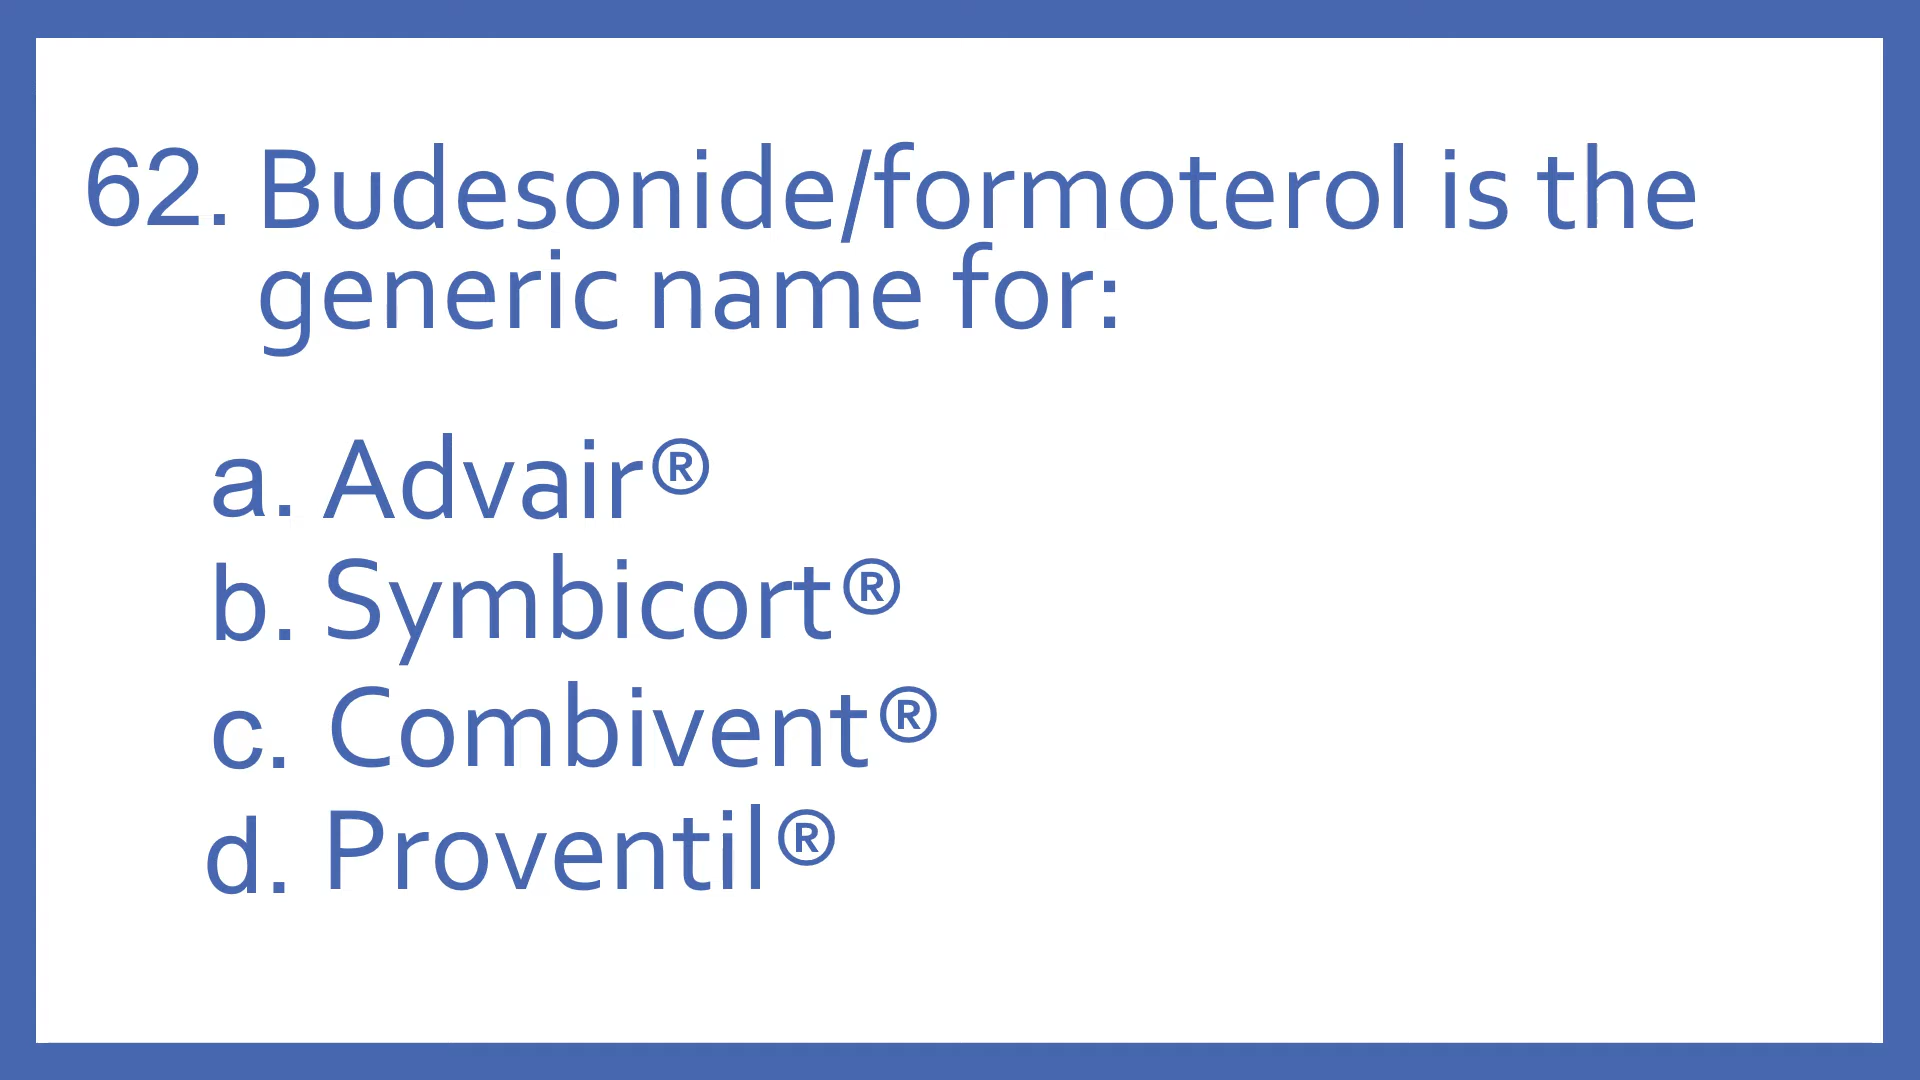 62. Budesonide/formoterol is the
generic name for:
a. Advair®
b. Symbicort®
c. Combivent®
d. Proventil®